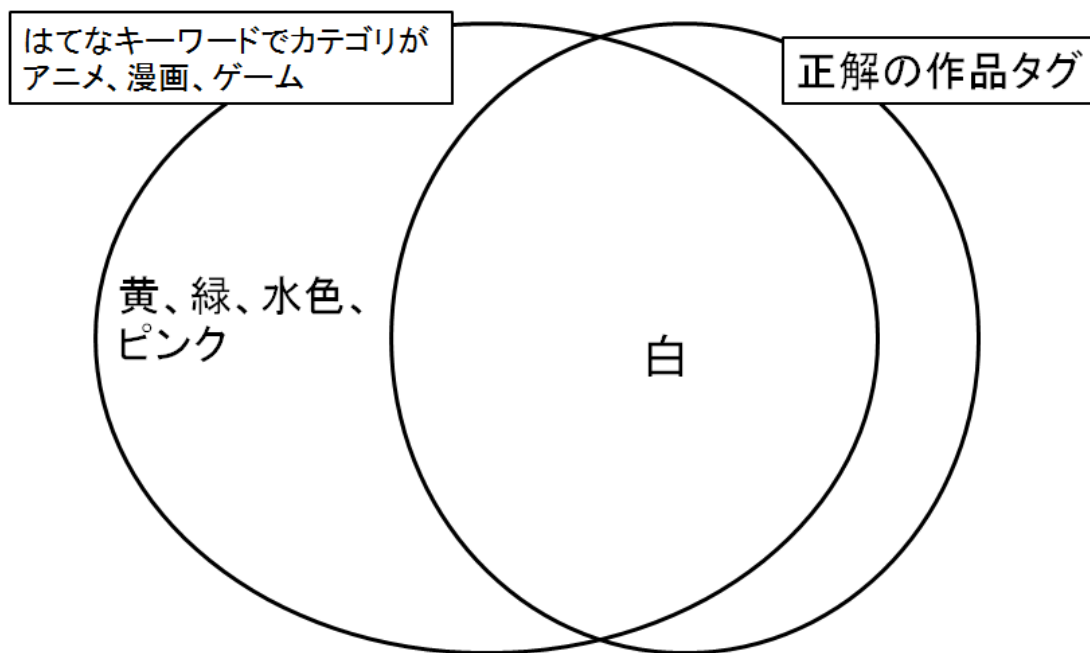 はてなキーワードでカテゴリが
アニメ、漫画、ゲーム
正解の作品タグ
黄、緑、水色、
ピンク
白